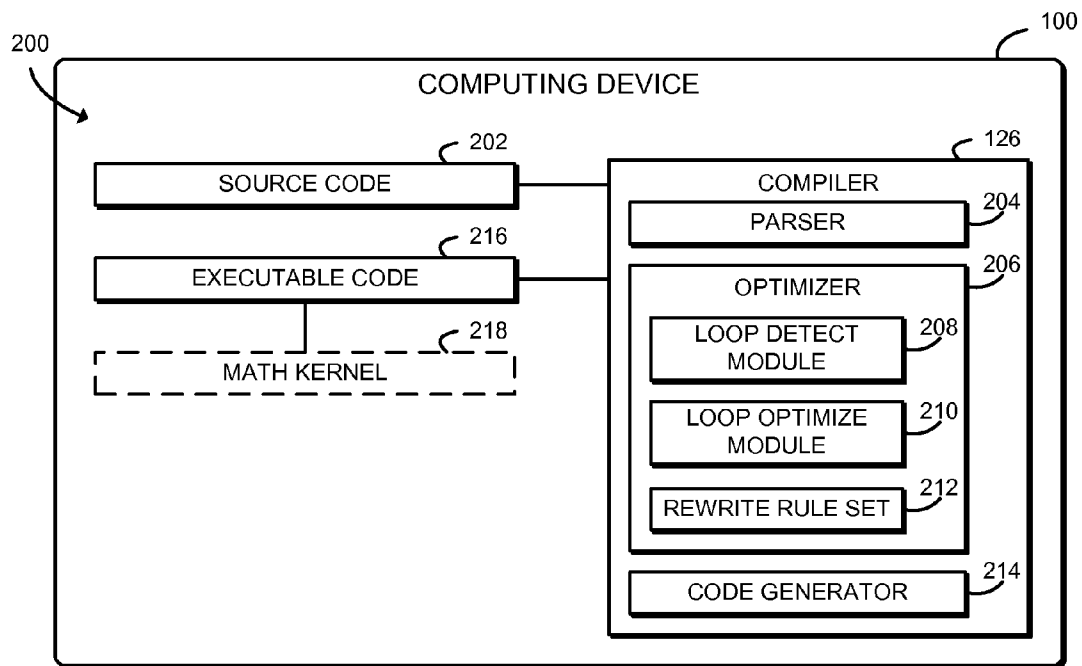 100
200
COMPUTING DEVICE
202
SOURCE CODE
216
EXECUTABLE CODE
218
MATH KERNEL
126
COMPILER
204
PARSER
206
OPTIMIZER
208
LOOP DETECT
MODULE
210
LOOP OPTIMIZE
MODULE
212
REWRITE RULE SET
214
CODE GENERATOR